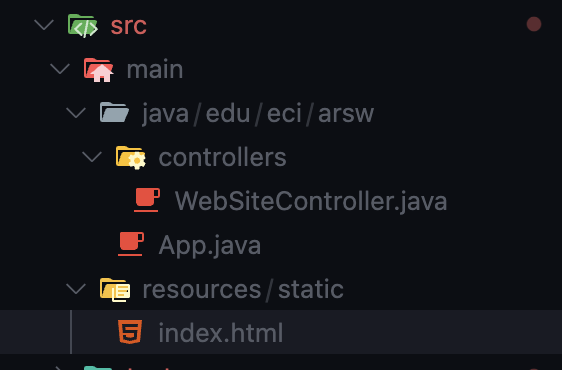 src
main
java/edu/eci/arsw
controllers
WebSiteController.java
App.java
resources/static
index.html